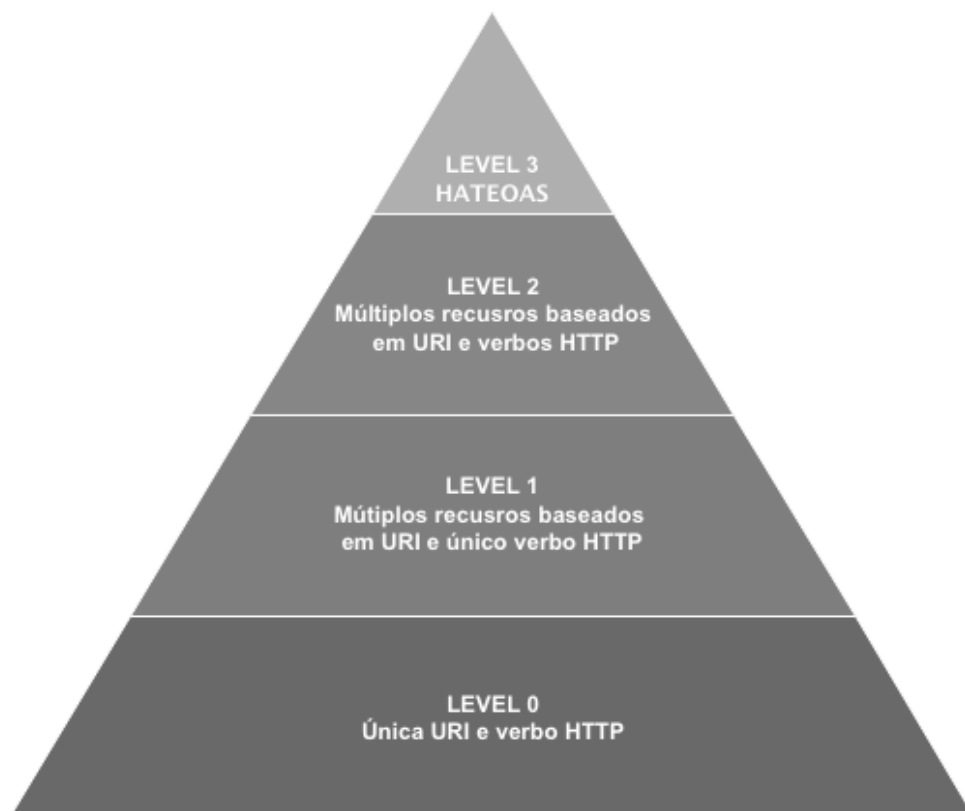 LEVEL 3
HATEOAS
LEVEL 2
Múltiplos recusros baseados
em URI e verbos HTTP
LEVEL 1
Mútiplos recusros baseados
em URI e único verbo HTTP
LEVEL 0
Única URI e verbo HTTP